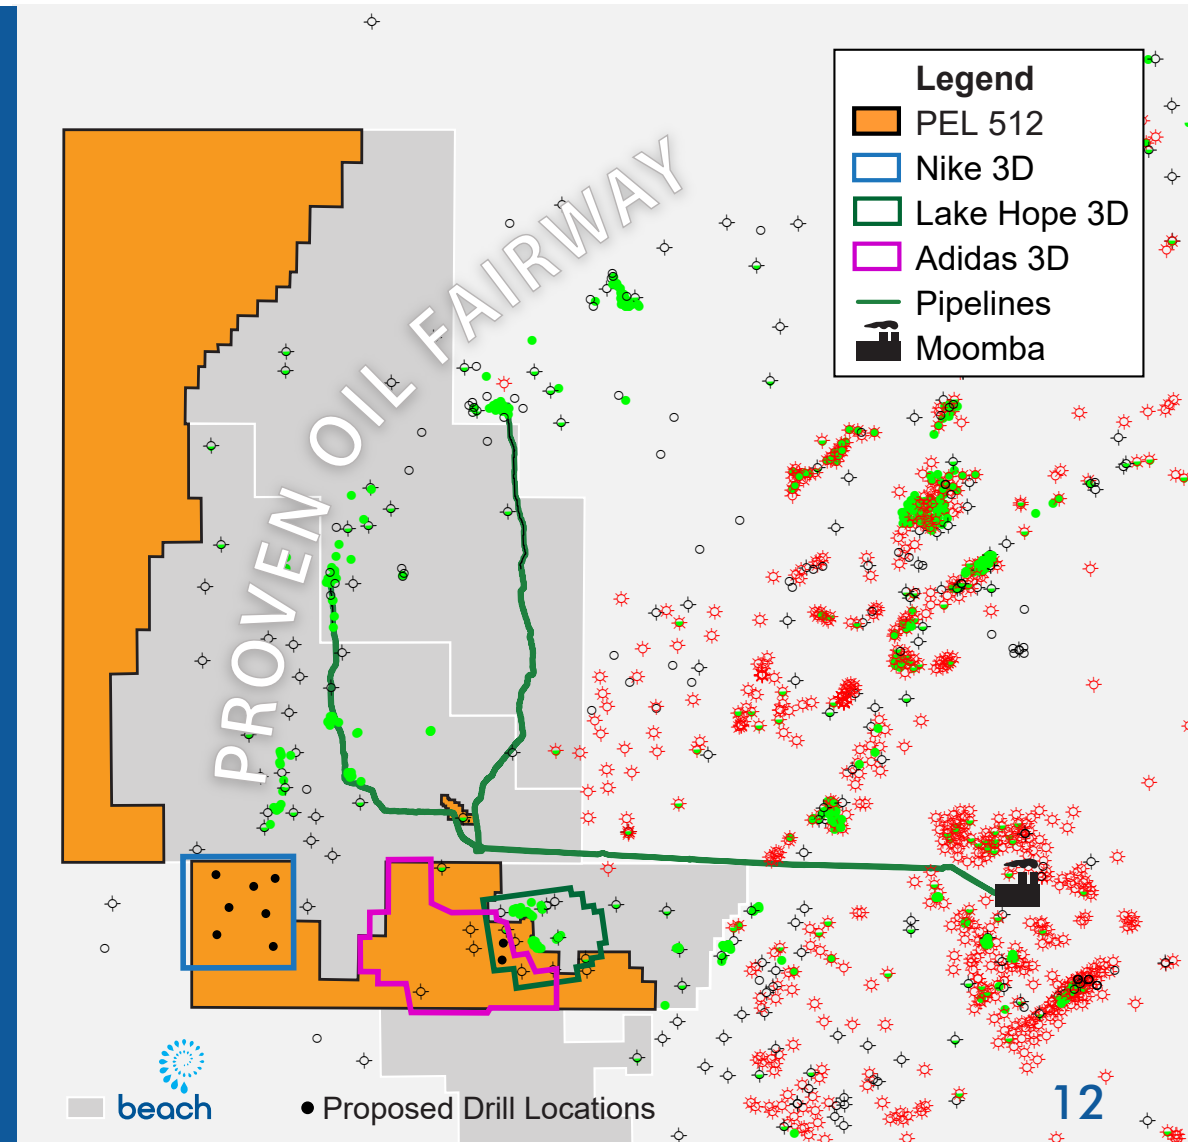 Legend
PEL 512
Nike 3D
Lake Hope 3D
Adidas 3D
Pipelines
Moomba
PROVEN OIL FAIRWAY
beach
Proposed Drill Locations
12